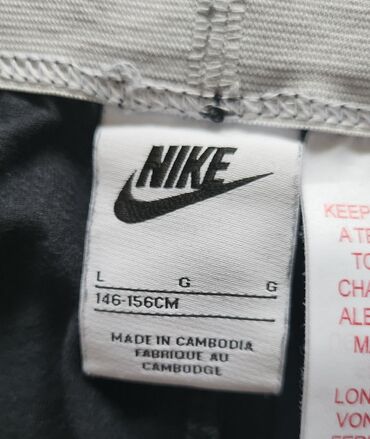 NIKE
L G G
146-156CM
MADE IN CAMBODIA
FABRIQUE AU
CAMBODGE
KEEP
A TE
TO
CHA
ALE
M
LON
VON